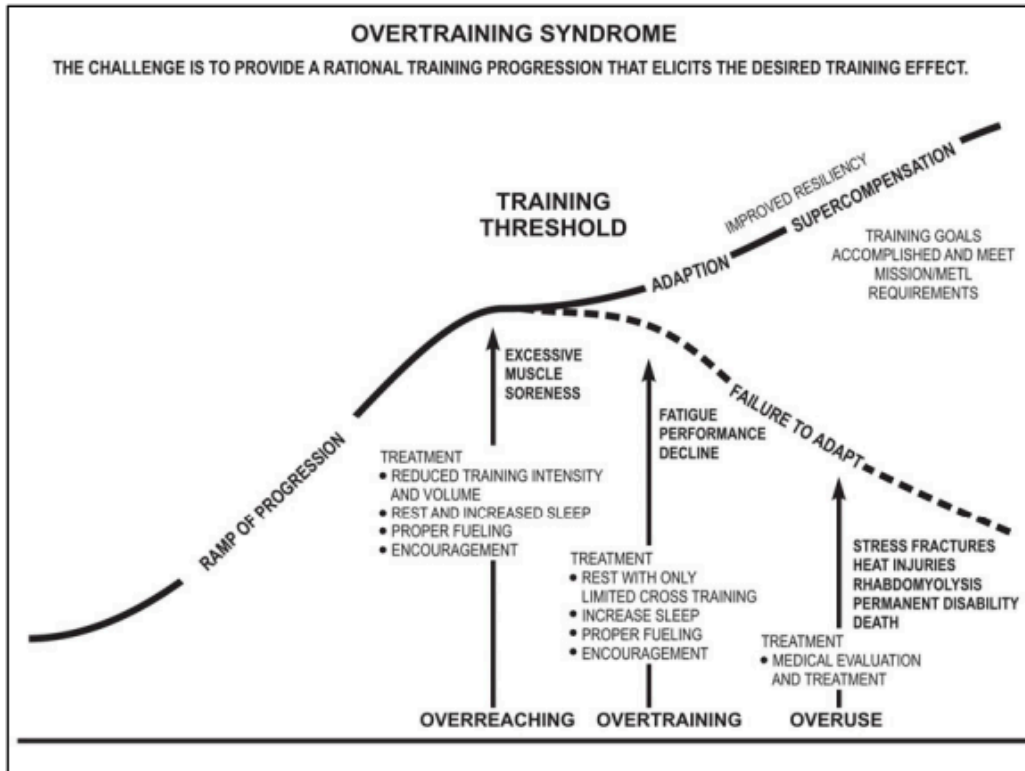 OVERTRAINING SYNDROME
THE CHALLENGE IS TO PROVIDE A RATIONAL TRAINING PROGRESSION THAT ELICITS THE DESIRED TRAINING EFFECT.
RAMP OF PROGRESSION
TRAINING
THRESHOLD
ADAPTION
IMPROVED RESILIENCY
SUPERCOMPENSATION
TRAINING GOALS
ACCOMPLISHED AND MEET
MISSION/METL
REQUIREMENTS
FAILURE TO ADAPT
EXCESSIVE
MUSCLE
SORENESS
TREATMENT
• REDUCED TRAINING INTENSITY
AND VOLUME
• REST AND INCREASED SLEEP
• PROPER FUELING
• ENCOURAGEMENT
OVERREACHING
FATIGUE
PERFORMANCE
DECLINE
TREATMENT
• REST WITH ONLY
LIMITED CROSS TRAINING
• INCREASE SLEEP
• PROPER FUELING
• ENCOURAGEMENT
OVERTRAINING
STRESS FRACTURES
HEAT INJURIES
RHABDOMYOLYSIS
PERMANENT DISABILITY
DEATH
TREATMENT
• MEDICAL EVALUATION
AND TREATMENT
OVERUSE